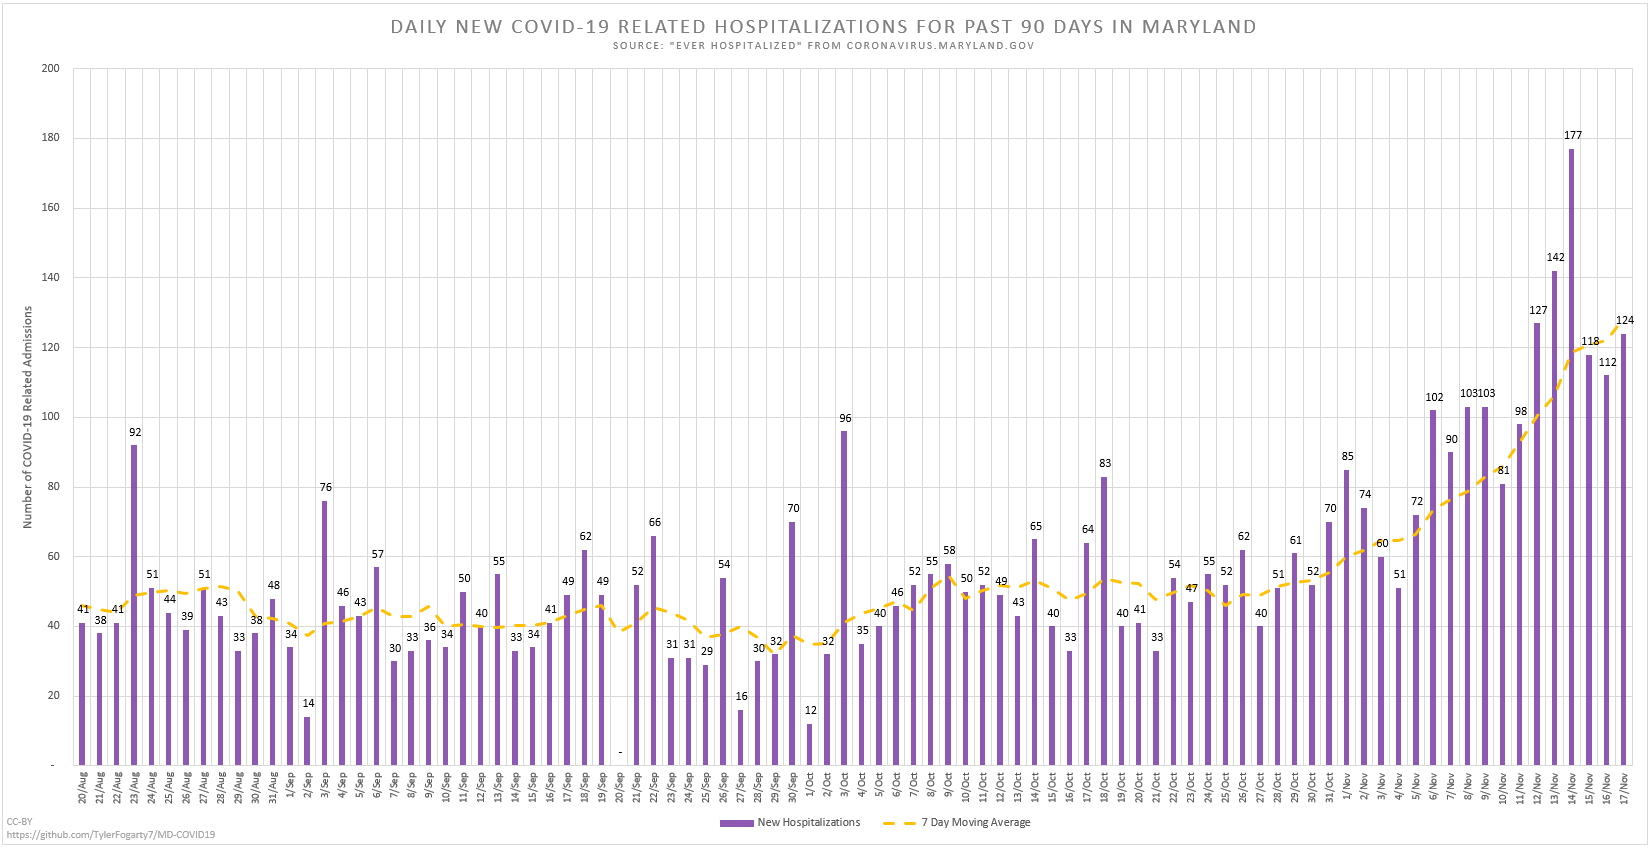 DAILY NEW COVID-19 RELATED HOSPITALIZATIONS FOR PAST 90 DAYS IN MARYLAND
SOURCE: "EVER HOSPITALIZED" FROM CORONAVIRUS.MARYLAND.GOV
Number of COVID-19 Related Admissions
200
180
160
140
120
100
80
60
40
20
-
41 38 41 92 51 44 39 51 43 33 38 48 34 14 76 46 43 57 30 33 36 34 50 40 55 33 34 41 49 62 49 - 52 66 31 31 29 54 16 30 32 70 12 32 96 35 40 46 52 55 58 50 52 49 43 65 40 33 64 83 40 41 33 54 47 55 52 62 40 51 61 52 70 85 74 60 51 72 102 90 103 103 81 98 127 142 177 118 112 124
20/Aug 21/Aug 22/Aug 23/Aug 24/Aug 25/Aug 26/Aug 27/Aug 28/Aug 29/Aug 30/Aug 31/Aug 1/Sep 2/Sep 3/Sep 4/Sep 5/Sep 6/Sep 7/Sep 8/Sep 9/Sep 10/Sep 11/Sep 12/Sep 13/Sep 14/Sep 15/Sep 16/Sep 17/Sep 18/Sep 19/Sep 20/Sep 21/Sep 22/Sep 23/Sep 24/Sep 25/Sep 26/Sep 27/Sep 28/Sep 29/Sep 30/Sep 1/Oct 2/Oct 3/Oct 4/Oct 5/Oct 6/Oct 7/Oct 8/Oct 9/Oct 10/Oct 11/Oct 12/Oct 13/Oct 14/Oct 15/Oct 16/Oct 17/Oct 18/Oct 19/Oct 20/Oct 21/Oct 22/Oct 23/Oct 24/Oct 25/Oct 26/Oct 27/Oct 28/Oct 29/Oct 30/Oct 31/Oct 1/Nov 2/Nov 3/Nov 4/Nov 5/Nov 6/Nov 7/Nov 8/Nov 9/Nov 10/Nov 11/Nov 12/Nov 13/Nov 14/Nov 15/Nov 16/Nov 17/Nov
New Hospitalizations 7 Day Moving Average
CC-BY
https://github.com/TylerFogarty7/MD-COVID19